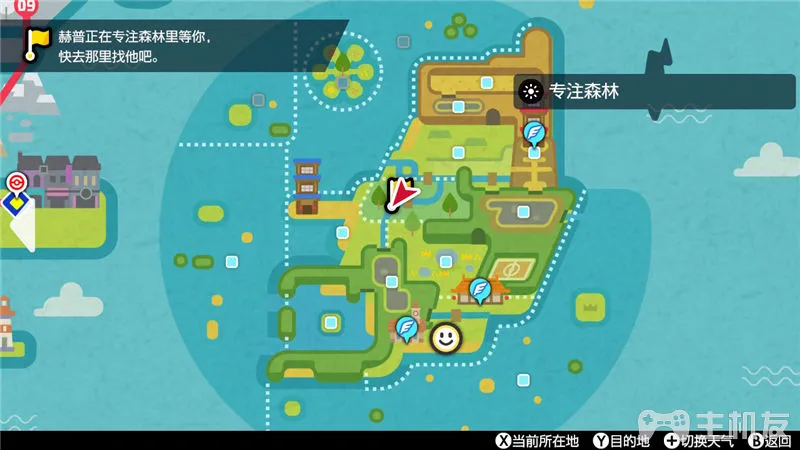 09
赫普正在专注森林里等你，
快去那里找他吧。
专注森林
主机友
X当前所在地 Y目的地 +切换天气 B返回